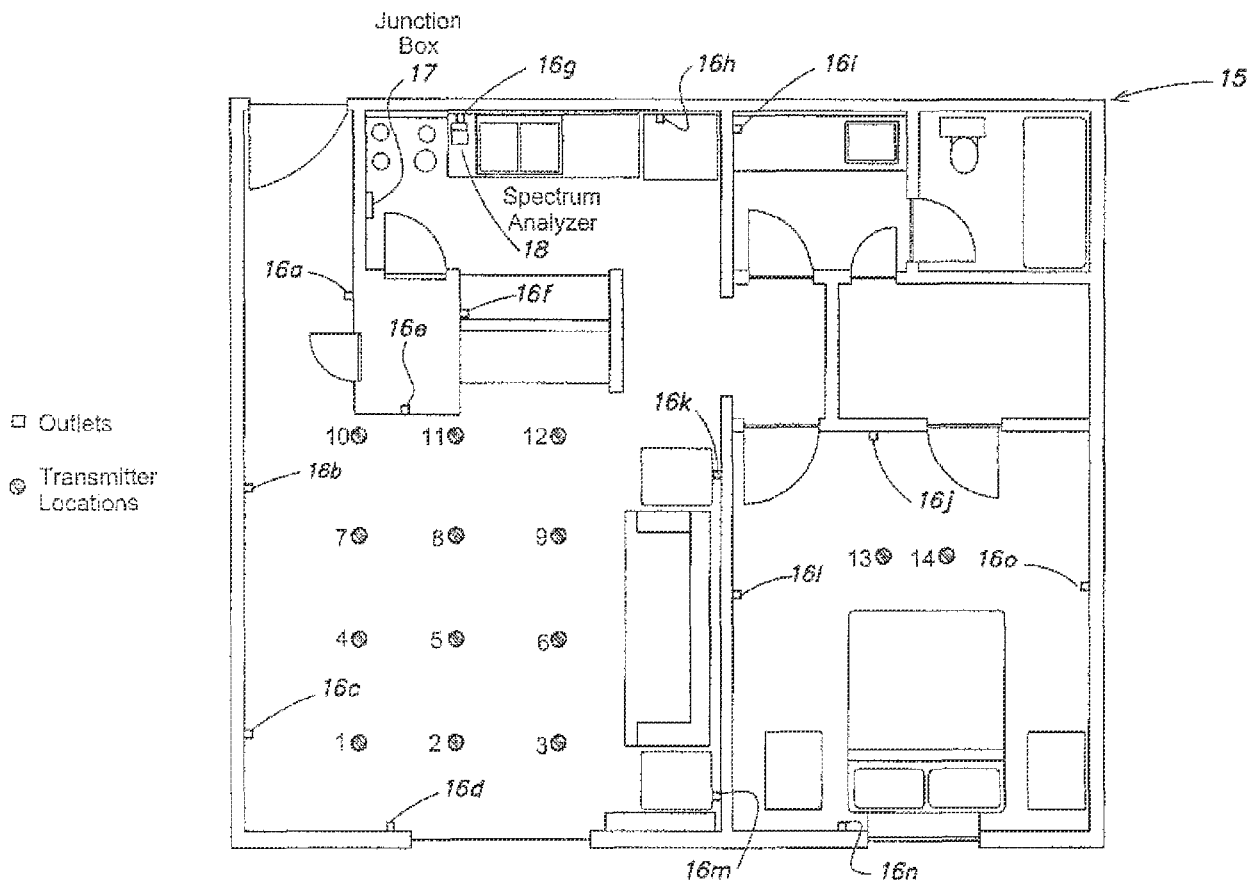 Junction
Box
17
16g
16h
16i
15
Spectrum
Analyzer
18
16a
16f
16e
Outlets
16k
10
11
12
Transmitter
Locations
16b
16j
7
8
9
13
14
16o
16l
4
5
6
16c
1
2
3
16d
16m
16n